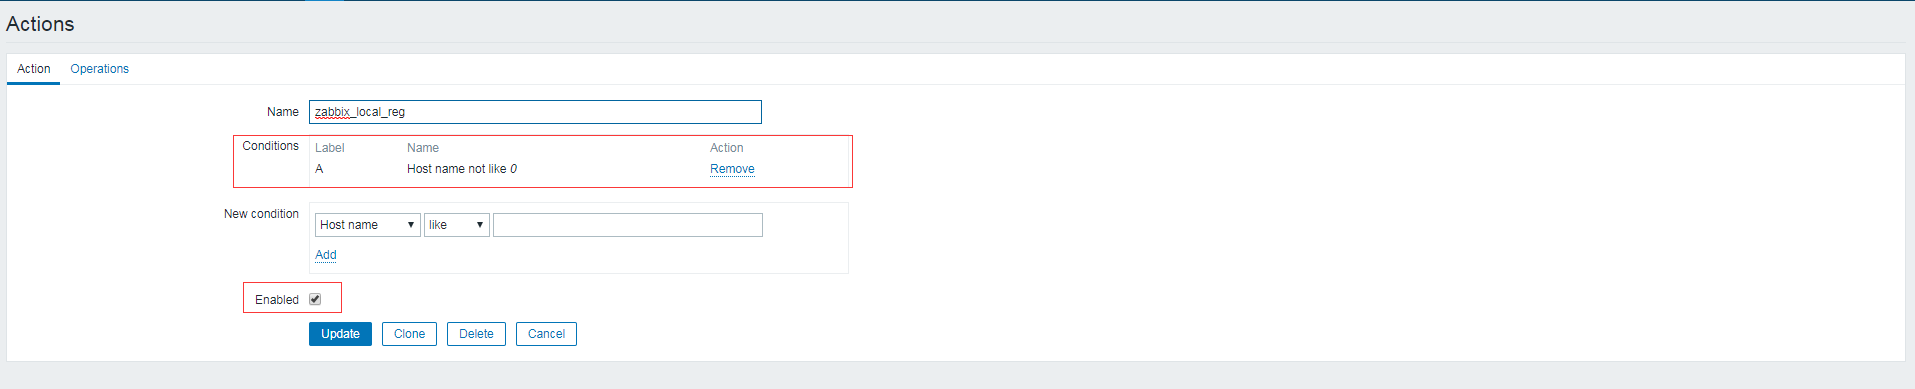 Actions
Action Operations
Name zabbix_local_reg
Conditions Label Name Action
A Host name not like 0 Remove
New condition
Host name like
Add
Enabled
Update Clone Delete Cancel